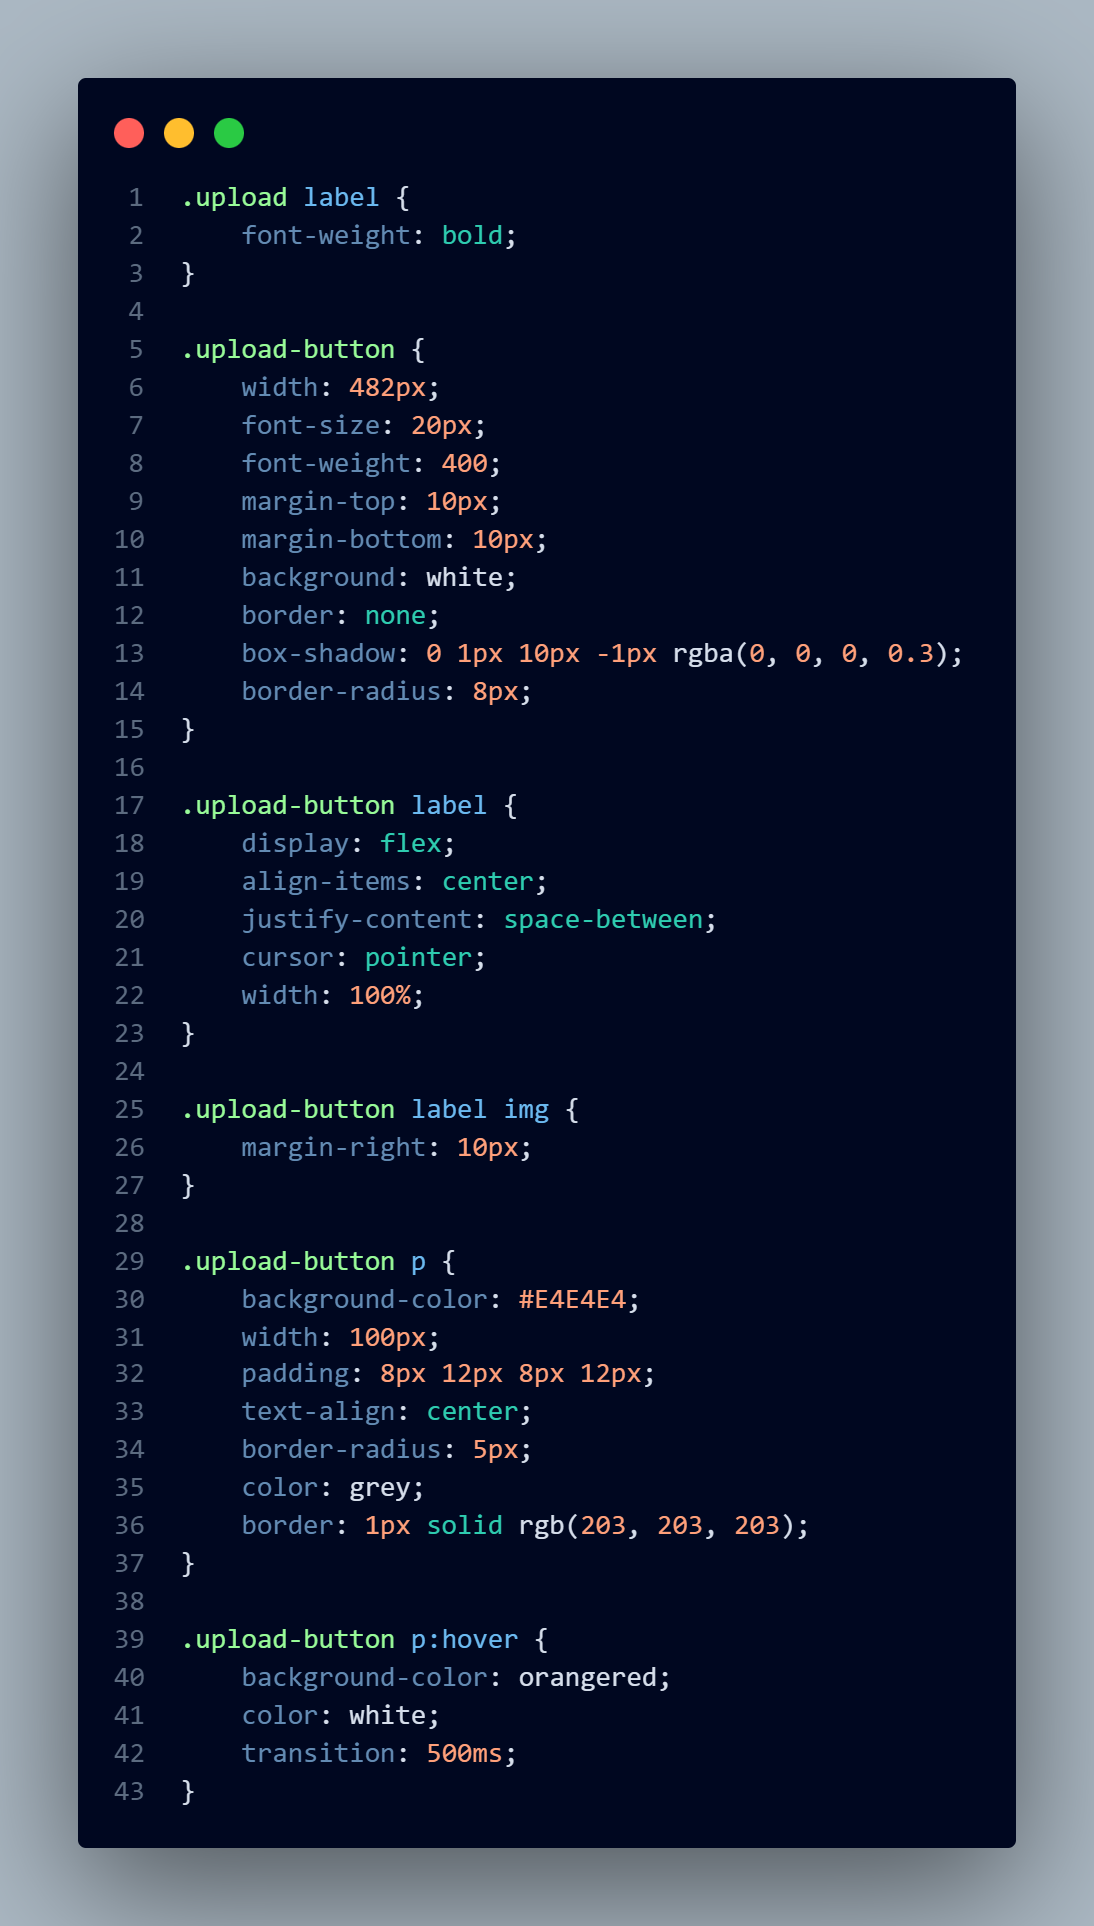 1 .upload label {
2     font-weight: bold;
3 }
4
5 .upload-button {
6     width: 482px;
7     font-size: 20px;
8     font-weight: 400;
9     margin-top: 10px;
10     margin-bottom: 10px;
11     background: white;
12     border: none;
13     box-shadow: 0 1px 10px -1px rgba(0, 0, 0, 0.3);
14     border-radius: 8px;
15 }
16
17 .upload-button label {
18     display: flex;
19     align-items: center;
20     justify-content: space-between;
21     cursor: pointer;
22     width: 100%;
23 }
24
25 .upload-button label img {
26     margin-right: 10px;
27 }
28
29 .upload-button p {
30     background-color: #E4E4E4;
31     width: 100px;
32     padding: 8px 12px 8px 12px;
33     text-align: center;
34     border-radius: 5px;
35     color: grey;
36     border: 1px solid rgb(203, 203, 203);
37 }
38
39 .upload-button p:hover {
40     background-color: orangered;
41     color: white;
42     transition: 500ms;
43 }